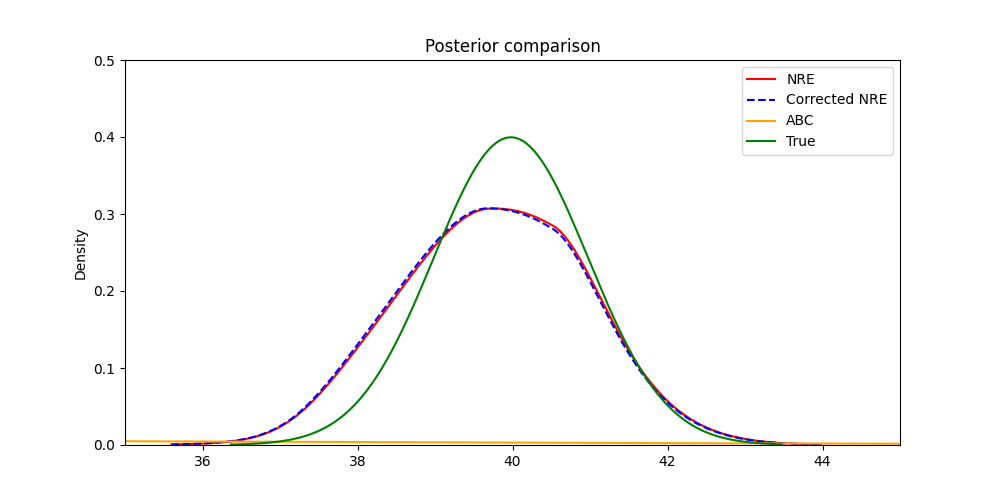 Posterior comparison
NRE
Corrected NRE
ABC
True
Density
0.5
0.4
0.3
0.2
0.1
0.0
36 38 40 42 44